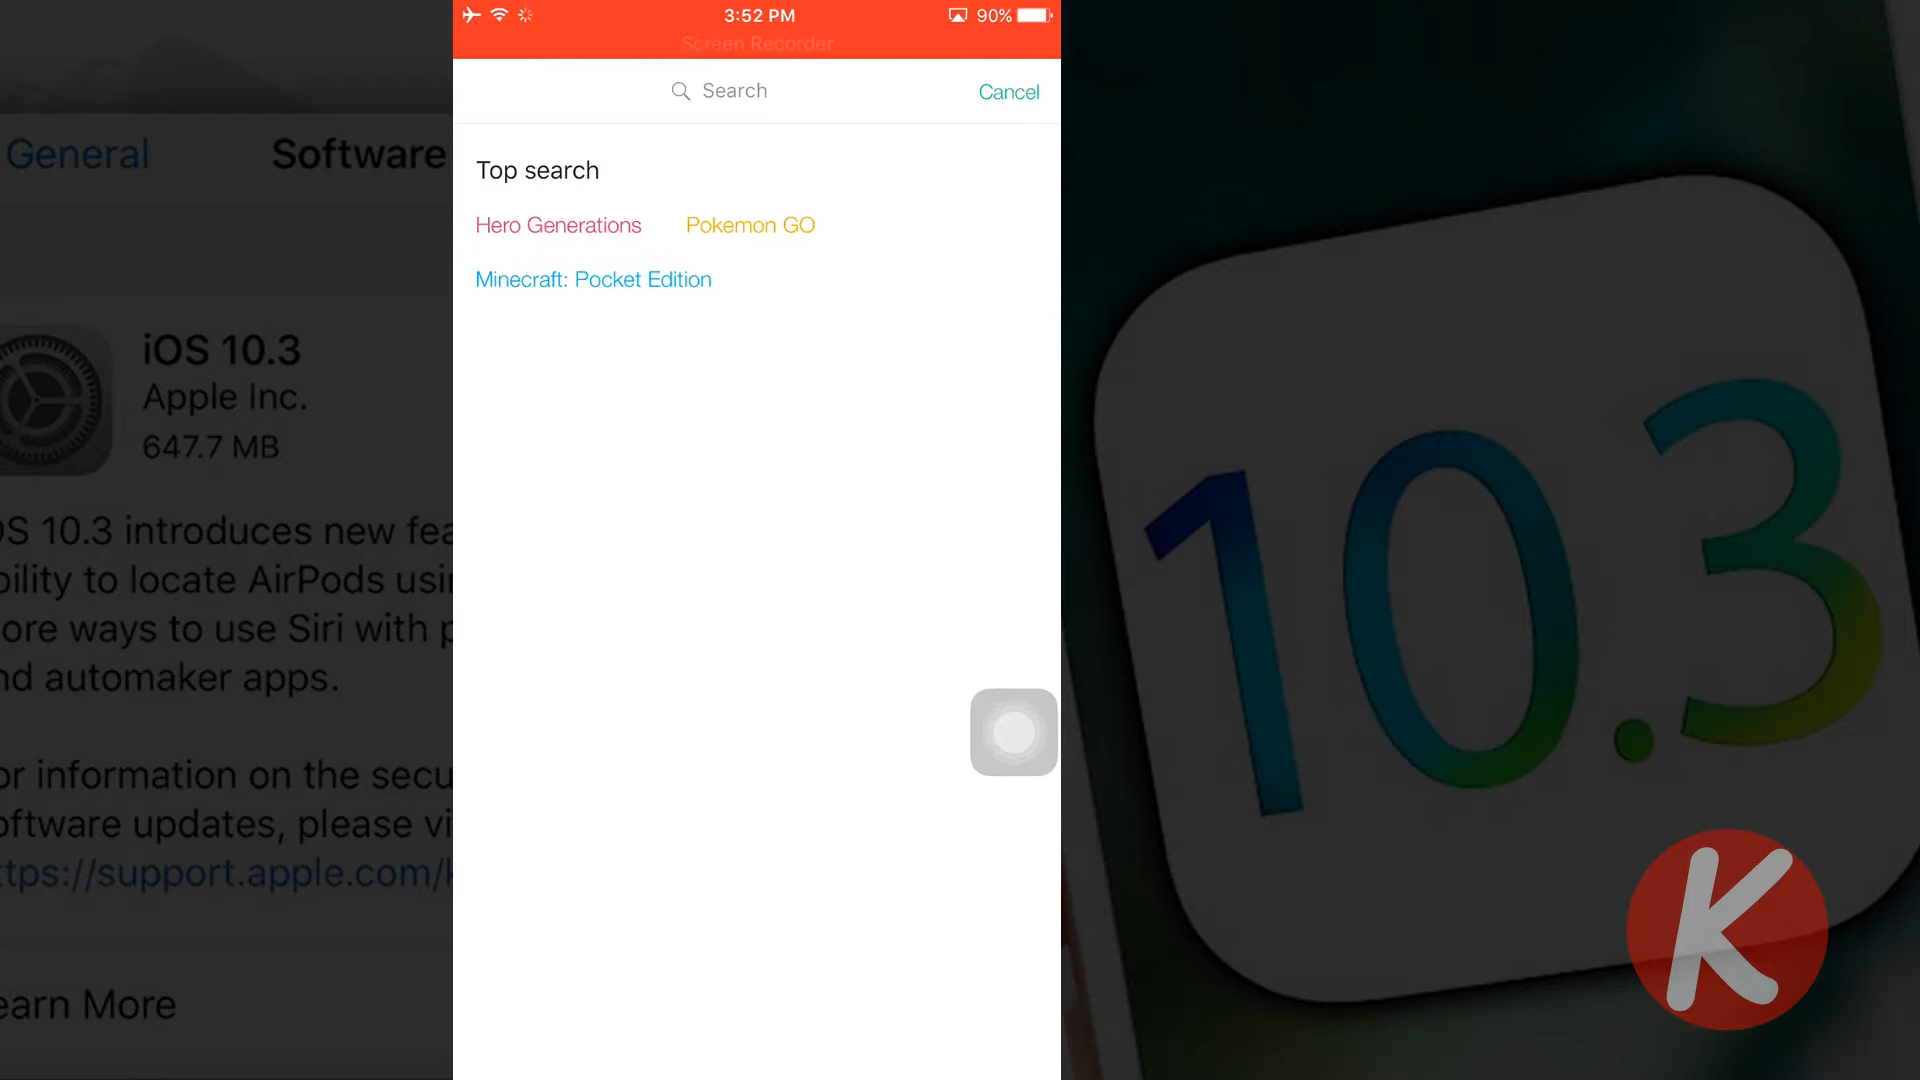 3:52 PM
90%
Screen Recorder
Search
Cancel
Top search
Hero Generations
Pokemon GO
Minecraft: Pocket Edition
General
Software
iOS 10.3
Apple Inc.
647.7 MB
OS 10.3 introduces new fea
bility to locate AirPods usin
ore ways to use Siri with p
nd automaker apps.
or information on the secu
oftware updates, please vi
ttps://support.apple.com/k
earn More
10.3
K